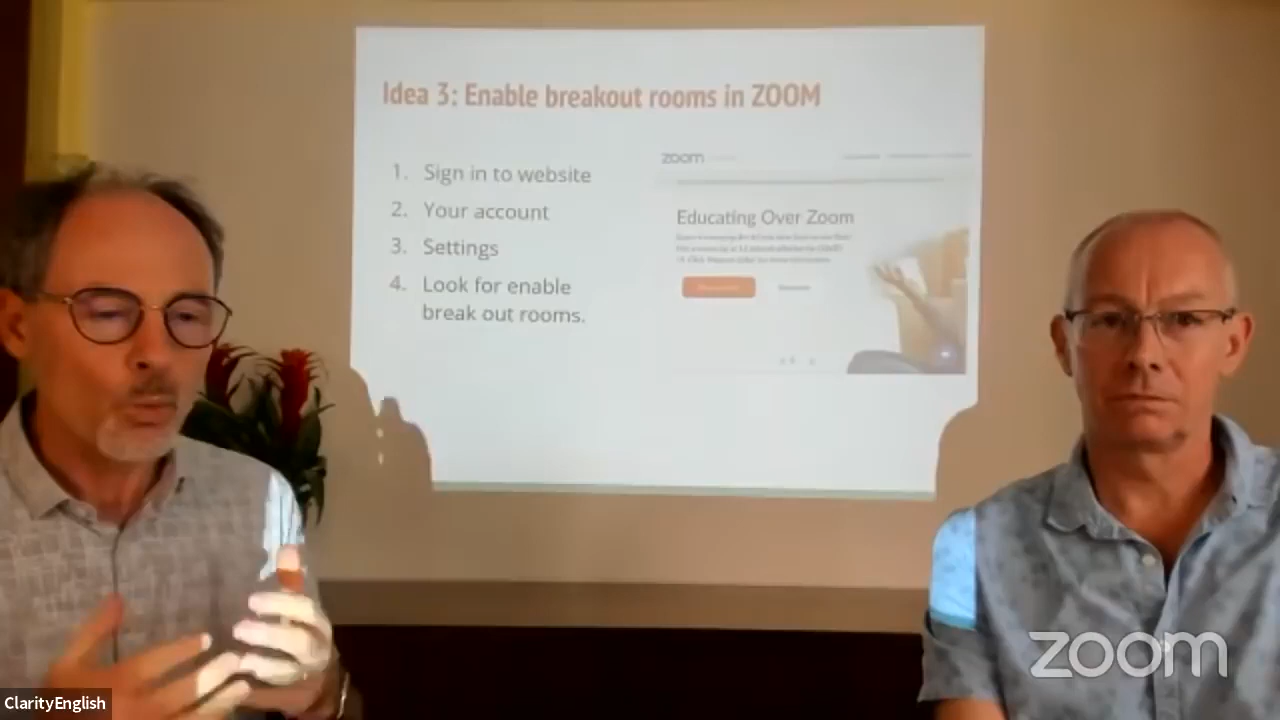 Idea 3: Enable breakout rooms in ZOOM
1. Sign in to website
2. Your account
3. Settings
4. Look for enable
break out rooms.
zoom
Educating Over Zoom
ClarityEnglish
zoom